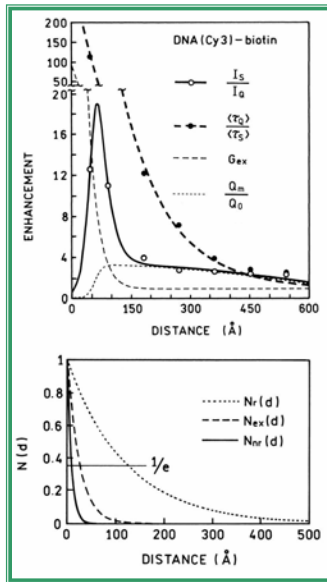 DNA(Cy3)-biotin
I_S
I_Q
⟨τ_Q⟩
⟨τ_S⟩
G_ex
Q_m
Q_0
200
150
100
50
20
16
12
8
4
0
ENHANCEMENT
0 150 300 450 600
DISTANCE (Å)
1
0.8
0.6
0.4
0.2
0
N(d)
1/e
N_r(d)
N_ex(d)
N_nr(d)
0 100 200 300 400 500
DISTANCE (Å)